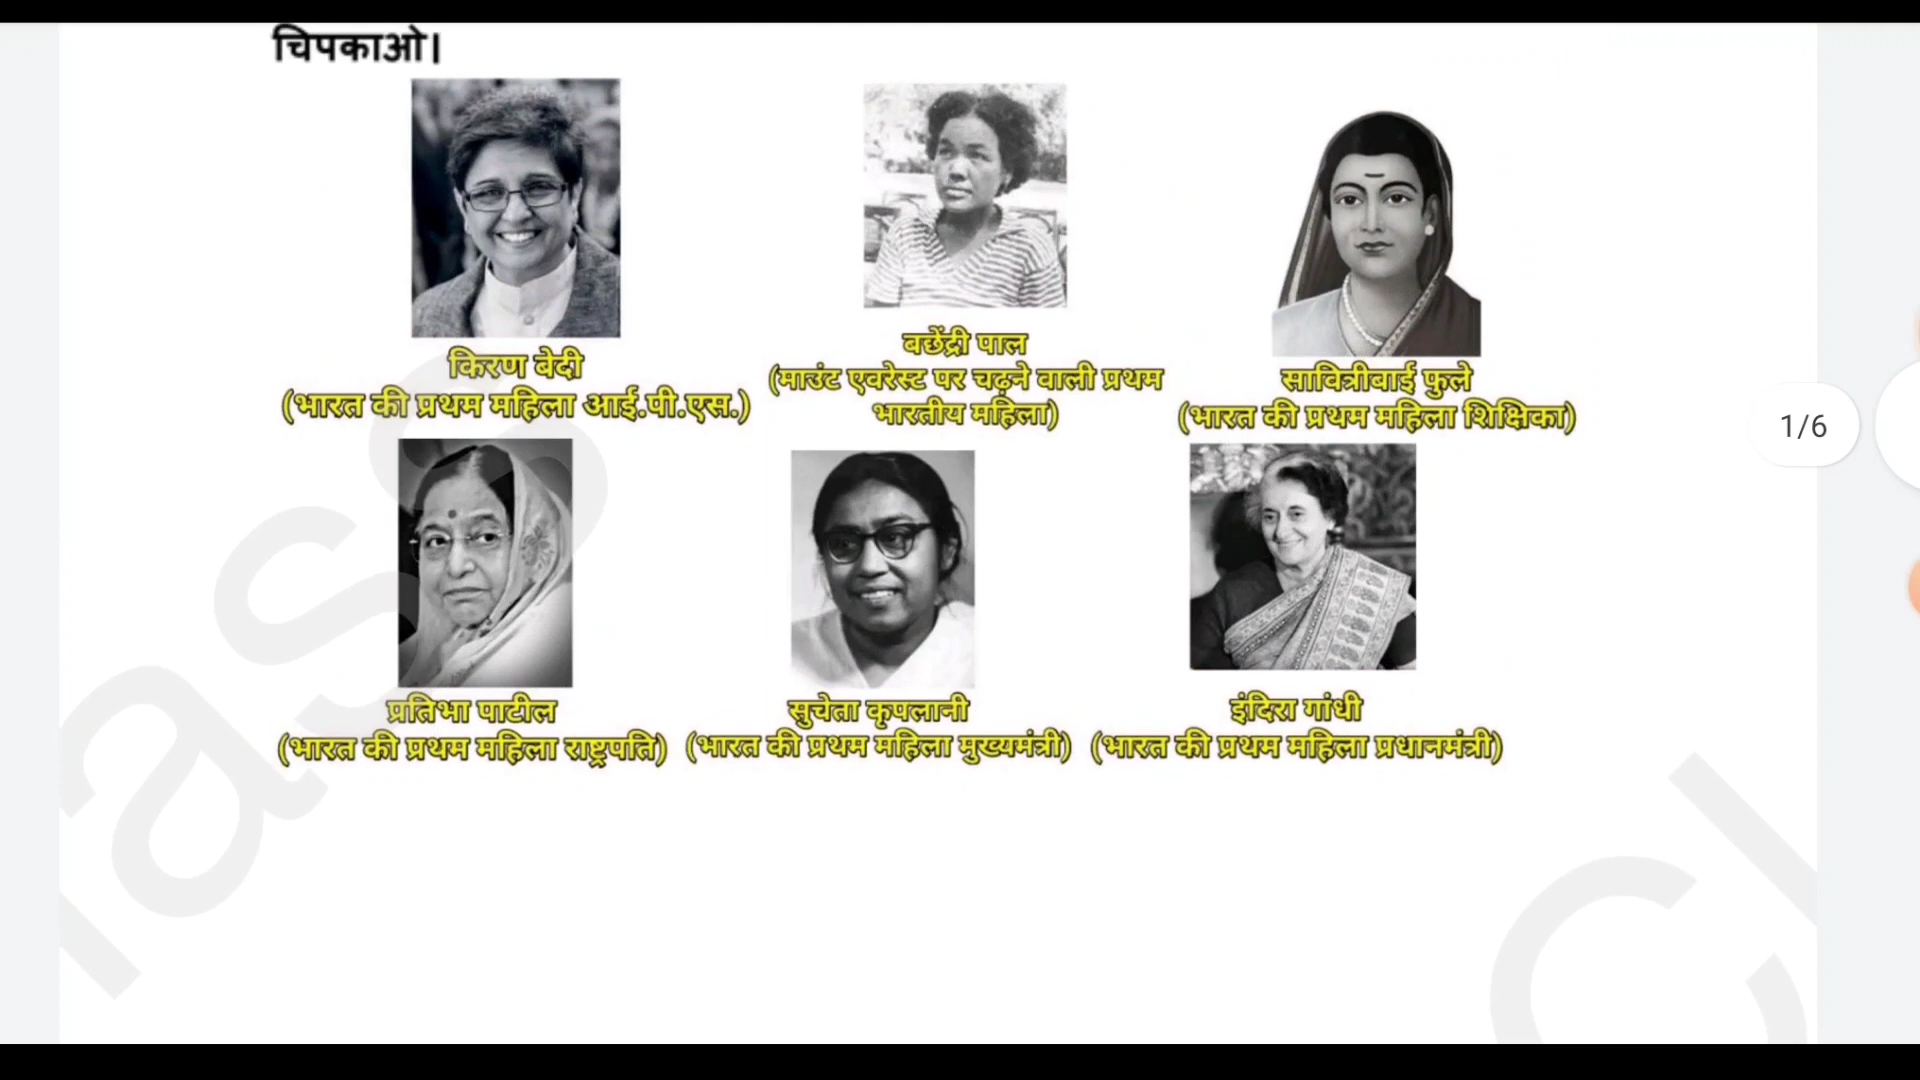 चिपकाओ।
किरण बेदी
(भारत की प्रथम महिला आई.पी.एस.)
बछेंद्री पाल
(माउंट एवरेस्ट पर चढ़ने वाली प्रथम
भारतीय महिला)
सावित्रीबाई फुले
(भारत की प्रथम महिला शिक्षिका)
1/6
प्रतिभा पाटील
(भारत की प्रथम महिला राष्ट्रपति)
सुचेता कृपलानी
(भारत की प्रथम महिला मुख्यमंत्री)
इंदिरा गांधी
(भारत की प्रथम महिला प्रधानमंत्री)